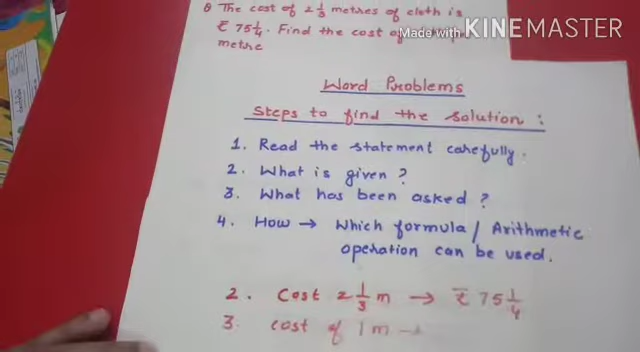 Q The cost of 2 1/3 metres of cloth is
₹ 75 1/4. Find the cost of
metre
Made with KINEMASTER
Word Problems
Steps to find the solution :
1. Read the statement carefully.
2. What is given ?
3. What has been asked ?
4. How → Which formula / Arithmetic
operation can be used.
2. Cost 2 1/3 m → ₹ 75 1/4
3. cost of 1 m →